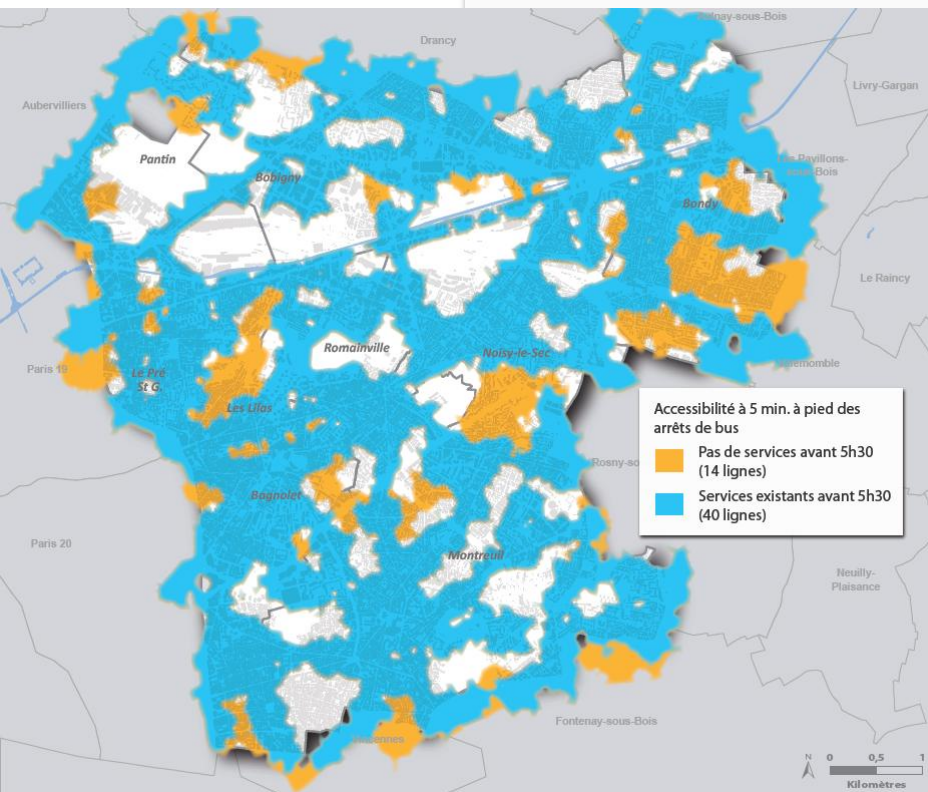 Drancy
Livry-Gargan
Aubervilliers
Pantin
Bobigny
Bondy
Le Raincy
Romainville
Noisy-le-Sec
Paris 19
Le Pré
St G.
Les Lilas
Accessibilité à 5 min. à pied des
arrêts de bus
Pas de services avant 5h30
(14 lignes)
Services existants avant 5h30
(40 lignes)
Bagnolet
Paris 20
Montreuil
Neuilly-
Plaisance
Fontenay-sous-Bois
N
0 0,5 1
Kilomètres